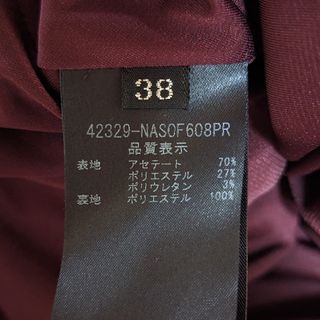 38
42329-NASOF608PR
品質表示
表地 アセテート 70%
ポリエステル 27%
ポリウレタン 3%
裏地 ポリエステル 100%